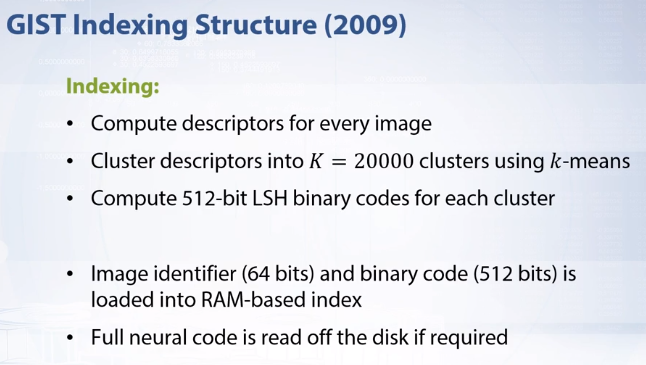 GIST Indexing Structure (2009)
Indexing:
• Compute descriptors for every image
• Cluster descriptors into K = 20000 clusters using k-means
• Compute 512-bit LSH binary codes for each cluster
• Image identifier (64 bits) and binary code (512 bits) is
loaded into RAM-based index
• Full neural code is read off the disk if required